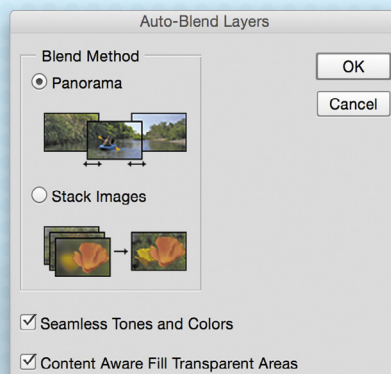 Auto-Blend Layers
Blend Method
Panorama
OK
Cancel
Stack Images
Seamless Tones and Colors
Content Aware Fill Transparent Areas